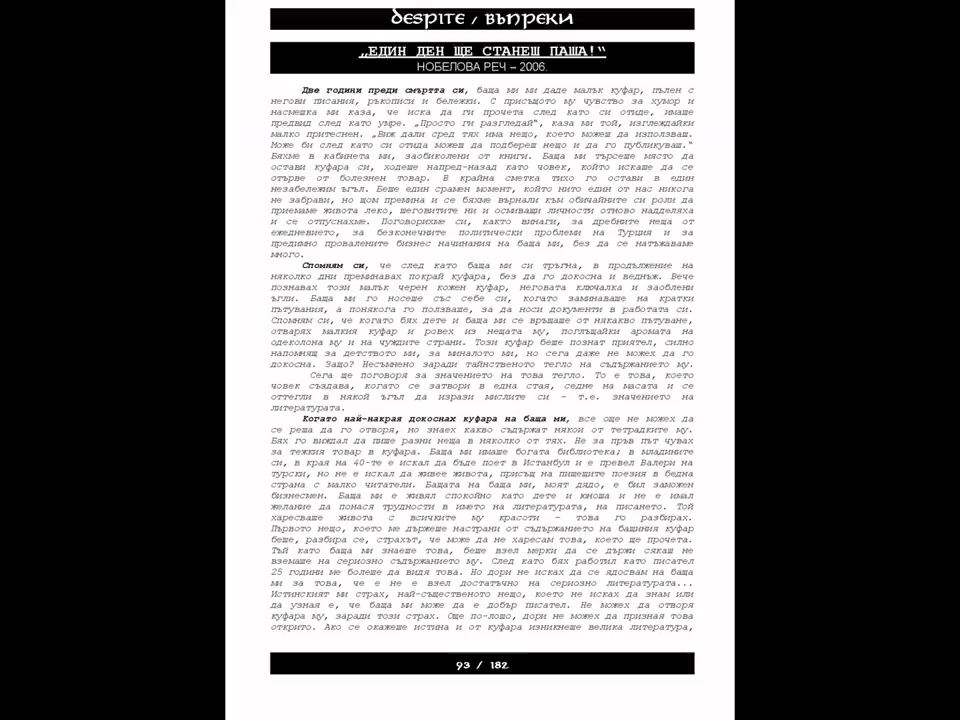 DESPITE / ВЪПРЕКИ
„ЕДИН ДЕН ЩЕ СТАНЕШ ПАША!“
НОБЕЛОВА РЕЧ – 2006.
Две години преди смъртта си, баща ми ми даде малък куфар, пълен с
негови писания, ръкописи и бележки. С присъщото му чувство за хумор и
насмешка ми каза, че иска да ги прочета след като си отиде, имаше
предвид след като умре. „Просто ги разгледай“, каза ми той, изглеждайки
малко притеснен. „Виж дали сред тях има нещо, което можеш да използваш.
Може би след като си отида можеш да подбереш нещо и да го публикуваш.“
Бяхме в кабинета ми, заобиколени от книги. Баща ми търсеше място да
остави куфара си, ходеше напред-назад като човек, който искаше да се
отърве от болезнен товар. В крайна сметка тихо го остави в един
незабележим ъгъл. Беше един срамен момент, който нито един от нас никога
не забрави, но щом премина и се бяхме върнали към обичайните си роли да
приемаме живота леко, шеговитите ни и осмиващи личности отново надделяха
и се отпуснахме. Поговорихме си, както винаги, за дребните неща от
ежедневието, за безконечните политически проблеми на Турция и за
предимно провалените бизнес начинания на баща ми, без да се натъжаваме
много.
Спомням си, че след като баща ми си тръгна, в продължение на
няколко дни преминавах покрай куфара, без да го докосна и веднъж. Вече
познавах този малък черен кожен куфар, неговата ключалка и заоблени
ъгли. Баща ми го носеше със себе си, когато заминаваше на кратки
пътувания, а понякога го ползваше, за да носи документи в работата си.
Спомням си, че когато бях дете и баща ми се връщаше от някакво пътуване,
отварях малкия куфар и ровех из нещата му, поглъщайки аромата на
одеколона му и на чуждите страни. Този куфар беше познат приятел, силно
напомнящ за детството ми, за миналото ми, но сега даже не можех да го
докосна. Защо? Несъмнено заради тайнственото тегло на съдържанието му.
Сега ще поговоря за значението на това тегло. То е това, което
човек създава, когато се затвори в една стая, седне на масата и се
оттегли в някой ъгъл да изрази мислите си – т.е. значението на
литературата.
Когато най-накрая докоснах куфара на баща ми, все още не можех да
се реша да го отворя, но знаех какво съдържат някои от тетрадките му.
Бях го виждал да пише разни неща в няколко от тях. Не за пръв път чувах
за тежкия товар в куфара. Баща ми имаше богата библиотека; в младините
си, в края на 40-те е искал да бъде поет в Истанбул и е превел Валери на
турски, но не е искал да живее живота, присъщ на пишещите поезия в бедна
страна с малко читатели. Бащата на баща ми, моят дядо, е бил заможен
бизнесмен. Баща ми е живял спокойно като дете и юноша и не е имал
желание да понася трудности в името на литературата, на писането. Той
харесваше живота с всичките му красоти – това го разбирах.
Първото нещо, което ме държеше настрани от съдържанието на бащиния куфар
беше, разбира се, страхът, че може да не харесам това, което ще прочета.
Тъй като баща ми знаеше това, беше взел мерки да се държи сякаш не
вземаше на сериозно съдържанието му. След като бях работил като писател
25 години ме болеше да видя това. Но дори не исках да се ядосвам на баща
ми за това, че е не е взел достатъчно на сериозно литературата...
Истинският ми страх, най-същественото нещо, което не исках да знам или
да узная е, че баща ми може да е добър писател. Не можех да отворя
куфара му, заради този страх. Още по-лошо, дори не можех да призная това
открито. Ако се окажеше истина и от куфара изникнеше велика литература,
93 / 182